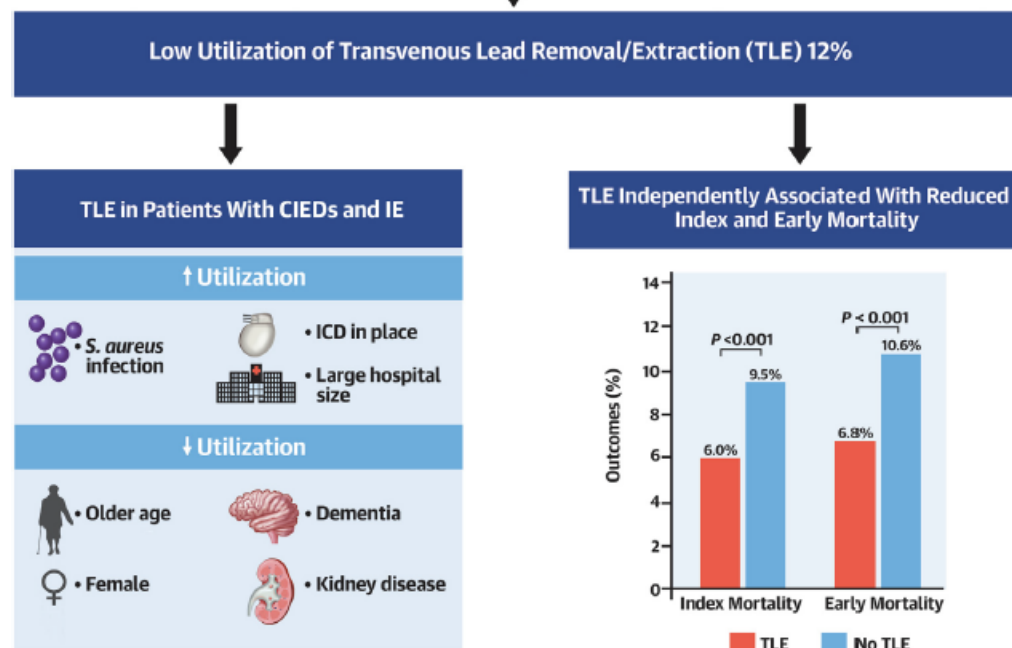 Low Utilization of Transvenous Lead Removal/Extraction (TLE) 12%
TLE in Patients With CIEDs and IE
↑ Utilization
• S. aureus
infection
• ICD in place
• Large hospital
size
↓ Utilization
• Older age
• Dementia
• Female
• Kidney disease
TLE Independently Associated With Reduced
Index and Early Mortality
Outcomes (%)
14
12
10
8
6
4
2
0
P <0.001
6.0%
9.5%
P < 0.001
6.8%
10.6%
Index Mortality
Early Mortality
TLE
No TLE